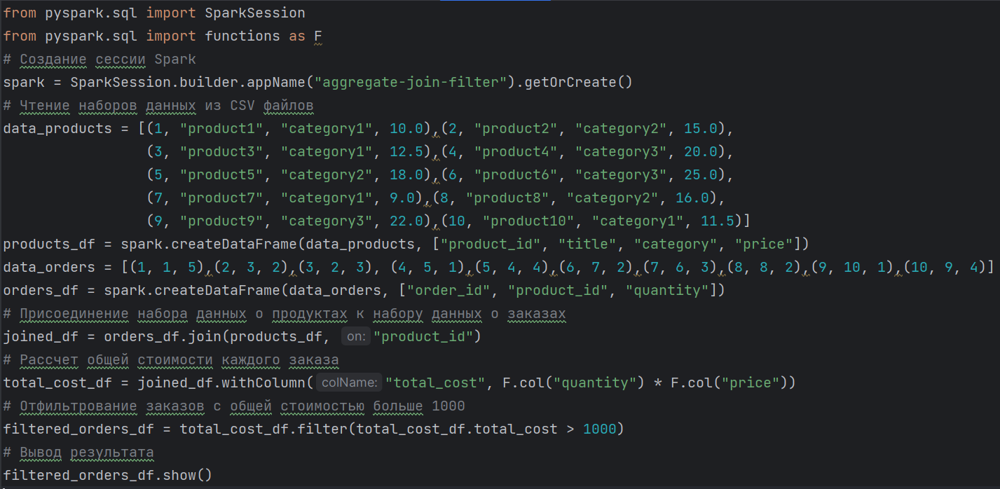 from pyspark.sql import SparkSession
from pyspark.sql import functions as F
# Создание сессии Spark
spark = SparkSession.builder.appName("aggregate-join-filter").getOrCreate()
# Чтение наборов данных из CSV файлов
data_products = [(1, "product1", "category1", 10.0),(2, "product2", "category2", 15.0),
                 (3, "product3", "category1", 12.5),(4, "product4", "category3", 20.0),
                 (5, "product5", "category2", 18.0),(6, "product6", "category3", 25.0),
                 (7, "product7", "category1", 9.0),(8, "product8", "category2", 16.0),
                 (9, "product9", "category3", 22.0),(10, "product10", "category1", 11.5)]
products_df = spark.createDataFrame(data_products, ["product_id", "title", "category", "price"])
data_orders = [(1, 1, 5),(2, 3, 2),(3, 2, 3), (4, 5, 1),(5, 4, 4),(6, 7, 2),(7, 6, 3),(8, 8, 2),(9, 10, 1),(10, 9, 4)]
orders_df = spark.createDataFrame(data_orders, ["order_id", "product_id", "quantity"])
# Присоединение набора данных о продуктах к набору данных о заказах
joined_df = orders_df.join(products_df, on: "product_id")
# Рассчет общей стоимости каждого заказа
total_cost_df = joined_df.withColumn( colName: "total_cost", F.col("quantity") * F.col("price"))
# Отфильтрование заказов с общей стоимостью больше 1000
filtered_orders_df = total_cost_df.filter(total_cost_df.total_cost > 1000)
# Вывод результата
filtered_orders_df.show()